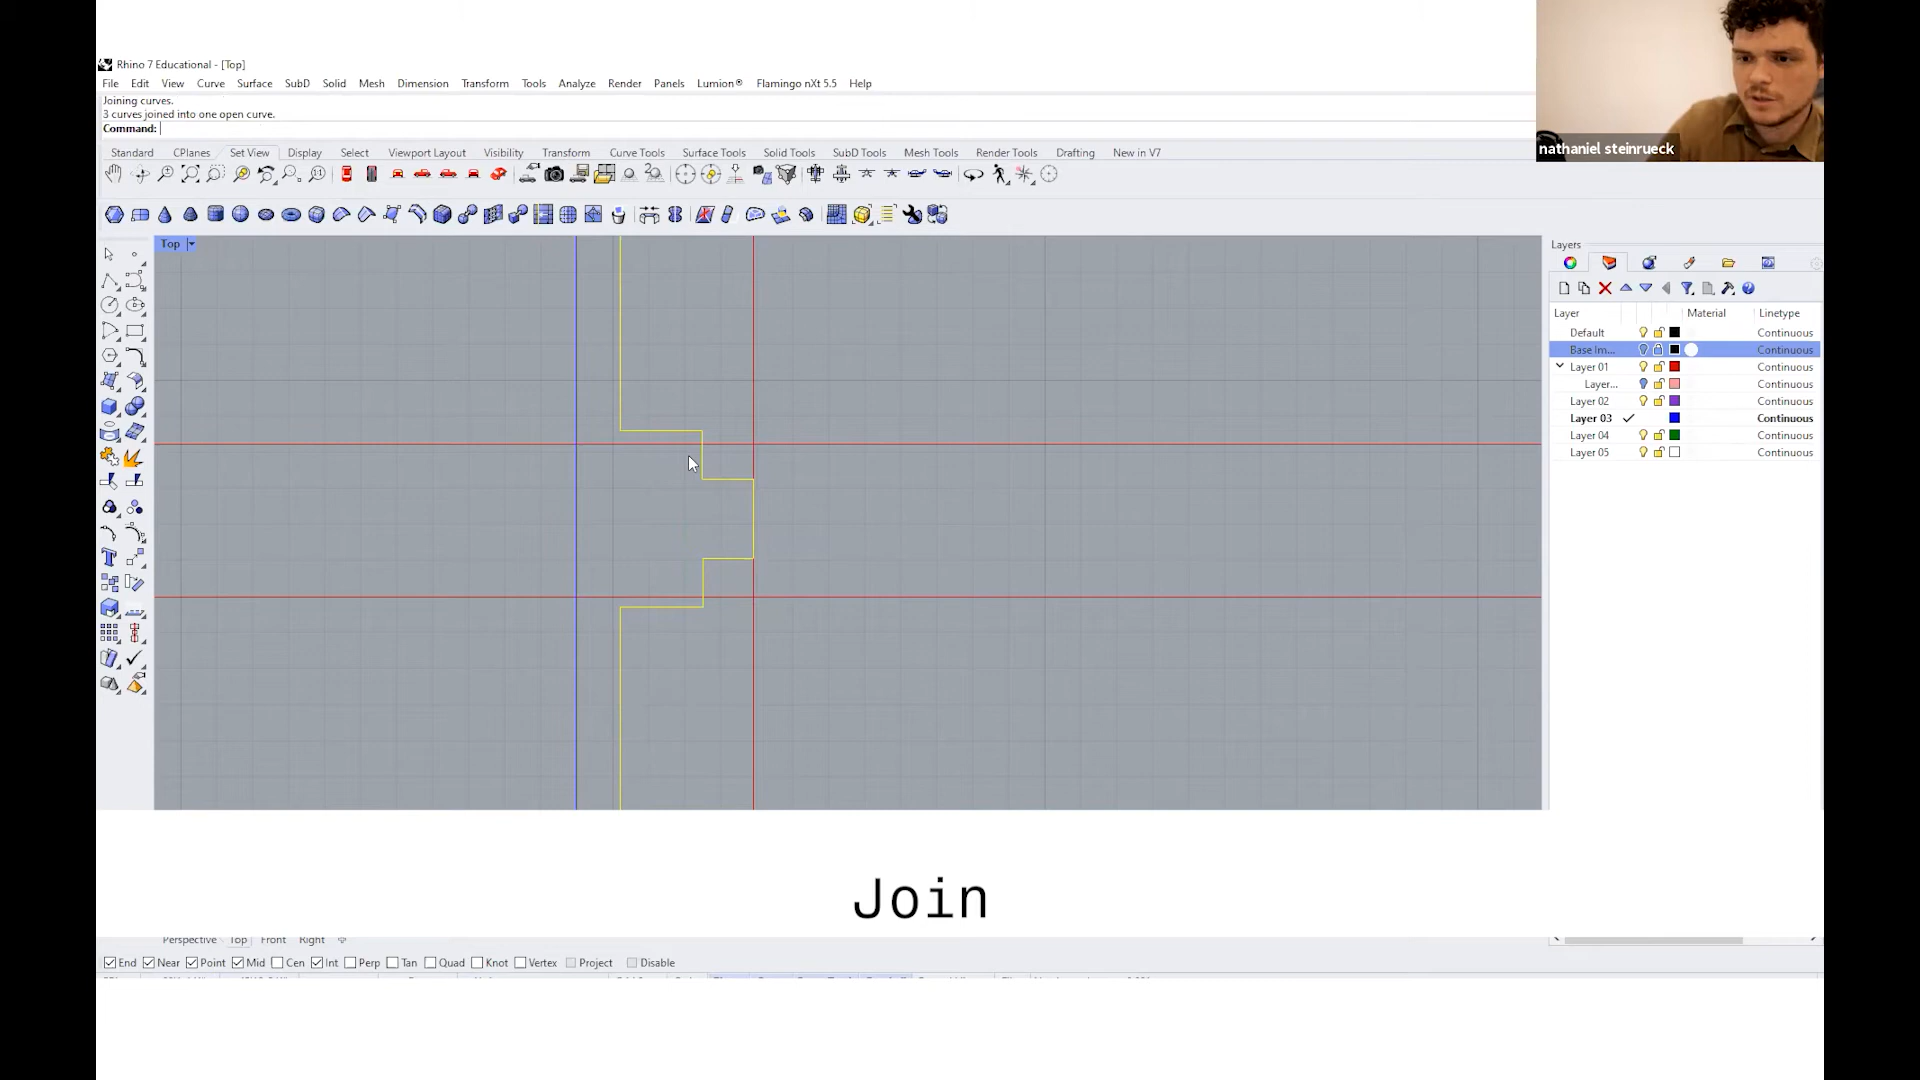 Rhino 7 Educational - [Top]
File Edit View Curve Surface SubD Solid Mesh Dimension Transform Tools Analyze Render Panels Lumion® Flamingo nXt 5.5 Help
Joining curves.
3 curves joined into one open curve.
Command:
nathaniel steinrueck
Standard CPlanes Set View Display Select Viewport Layout Visibility Transform Curve Tools Surface Tools Solid Tools SubD Tools Mesh Tools Render Tools Drafting New in V7
Top
Layers
Layer Material Linetype
Default Continuous
Base Im... Continuous
Layer 01 Continuous
Layer... Continuous
Layer 02 Continuous
Layer 03 Continuous
Layer 04 Continuous
Layer 05 Continuous
Join
Perspective Top Front Right
End Near Point Mid Cen Int Perp Tan Quad Knot Vertex Project Disable